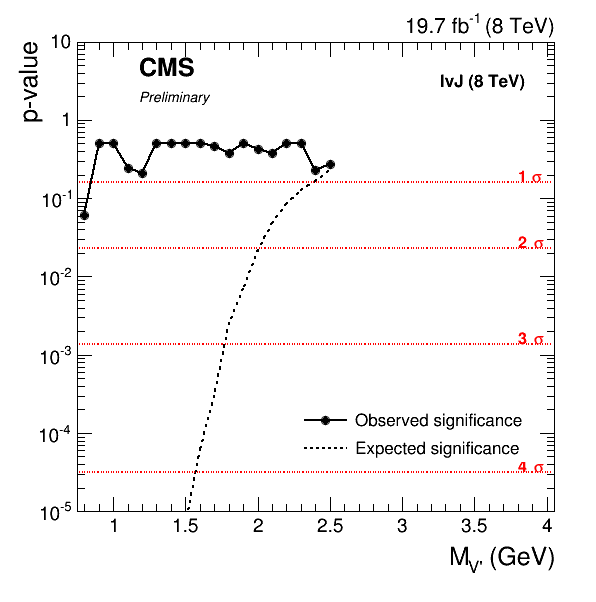 19.7 fb⁻¹ (8 TeV)
p-value
CMS
Preliminary
lνJ (8 TeV)
10
1
10⁻¹
10⁻²
10⁻³
10⁻⁴
10⁻⁵
1 σ
2 σ
3 σ
4 σ
Observed significance
Expected significance
1 1.5 2 2.5 3 3.5 4
M_V' (GeV)